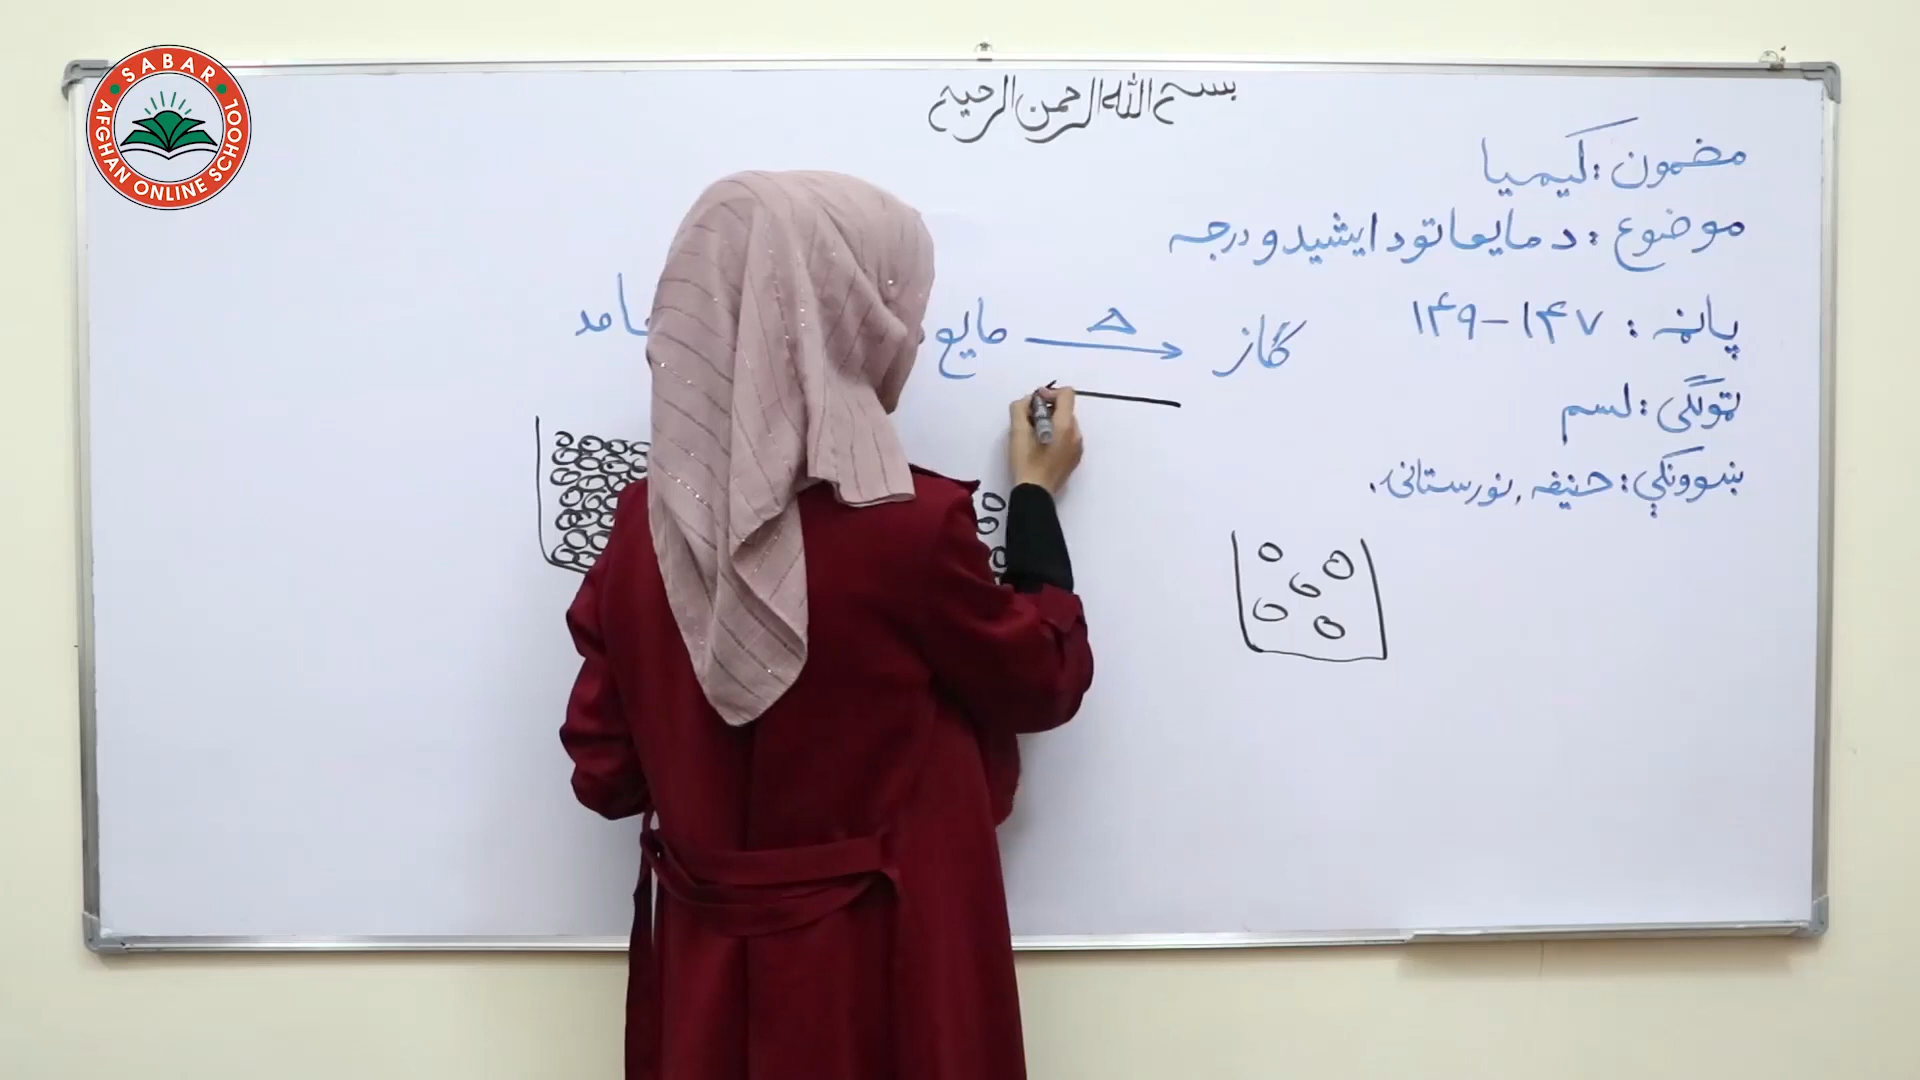 SABAR
AFGHAN ONLINE SCHOOL
بسم الله الرحمن الرحیم
مضمون: کیمیا
موضوع: د مایعاتو د ایشیدو درجه
پاڼه: ۱۴۷-۱۴۹
ټولګی: لسم
ښوونکې: حنیفه نورستانی
مایع △ ګاز